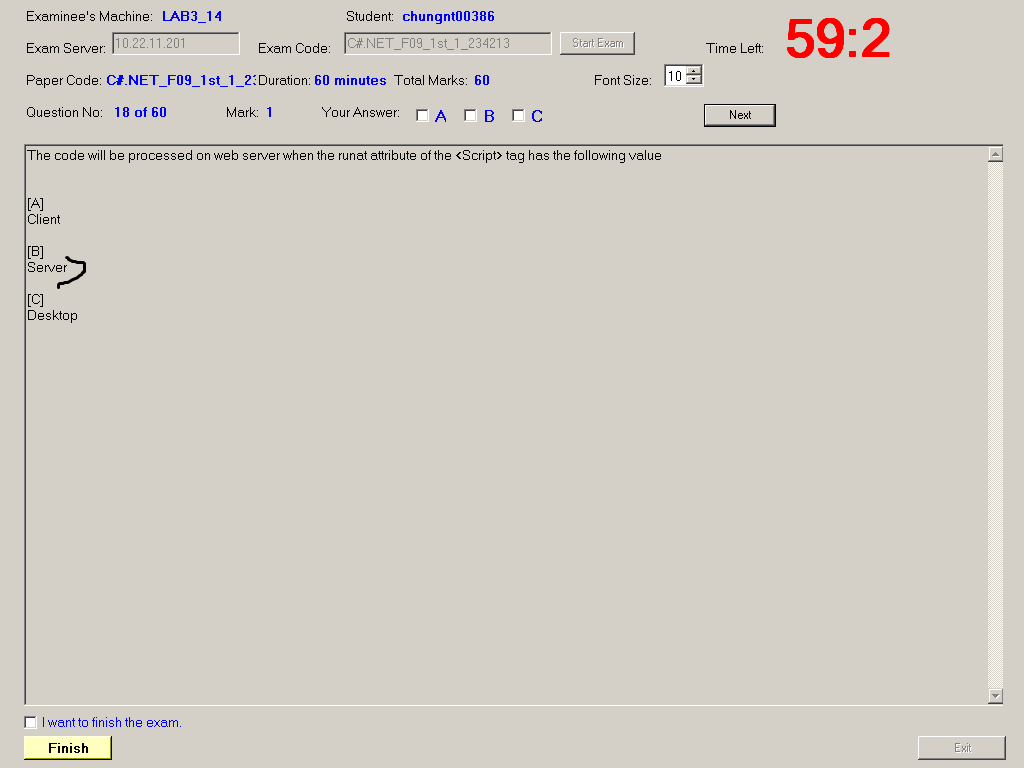 Examinee's Machine: LAB3_14 Student: chungnt00386
Exam Server: 10.22.11.201 Exam Code: C#.NET_F09_1st_1_234213 Start Exam Time Left: 59:2
Paper Code: C#.NET_F09_1st_1_23 Duration: 60 minutes Total Marks: 60 Font Size: 10
Question No: 18 of 60 Mark: 1 Your Answer: A B C Next
The code will be processed on web server when the runat attribute of the <Script> tag has the following value
[A]
Client
[B]
Server
[C]
Desktop
I want to finish the exam.
Finish Exit